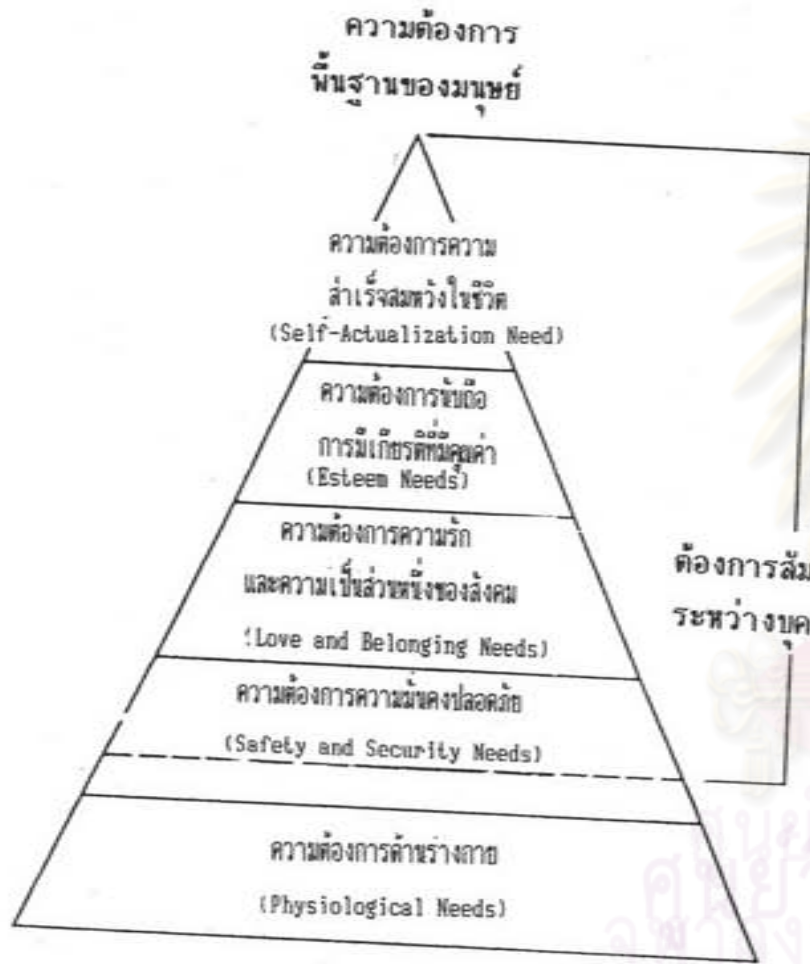 ความต้องการ
พื้นฐานของมนุษย์
ความต้องการความ
สำเร็จสมหวังในชีวิต
(Self-Actualization Need)
ความต้องการนับถือ
การมีเกียรติที่มีคุณค่า
(Esteem Needs)
ความต้องการความรัก
และความเป็นส่วนหนึ่งของสังคม
(Love and Belonging Needs)
ต้องการสัม
ระหว่างบุค
ความต้องการความมั่นคงปลอดภัย
(Safety and Security Needs)
ความต้องการด้านร่างกาย
(Physiological Needs)